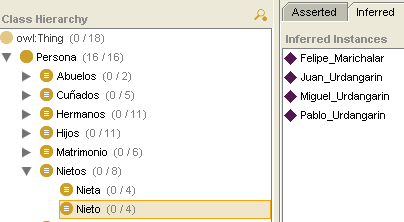 Class Hierarchy
owl:Thing (0 / 18)
Persona (16 / 16)
Abuelos (0 / 2)
Cuñados (0 / 5)
Hermanos (0 / 11)
Hijos (0 / 11)
Matrimonio (0 / 6)
Nietos (0 / 8)
Nieta (0 / 4)
Nieto (0 / 4)
Asserted
Inferred
Inferred Instances
Felipe_Marichalar
Juan_Urdangarin
Miguel_Urdangarin
Pablo_Urdangarin